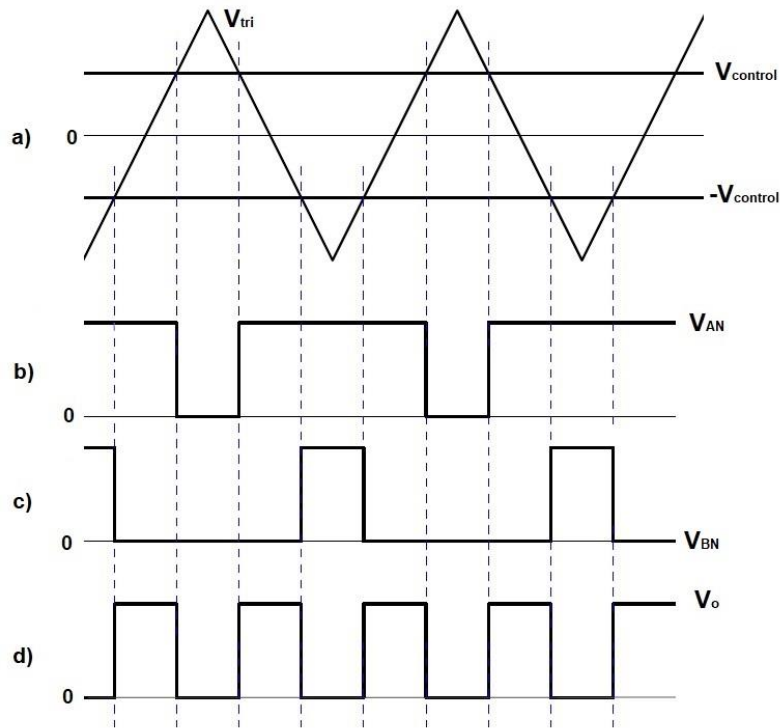 Vtri
Vcontrol
a)
0
-Vcontrol
VAN
b)
0
c)
0
VBN
Vo
d)
0